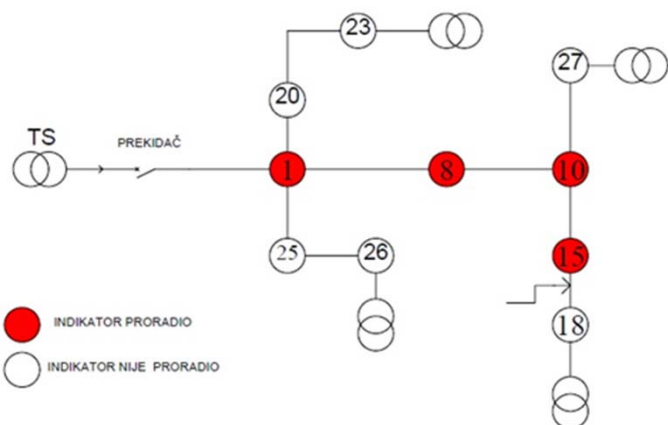 23
27
20
TS
PREKIDAČ
1
8
10
25
26
15
18
INDIKATOR PRORADIO
INDIKATOR NIJE PRORADIO